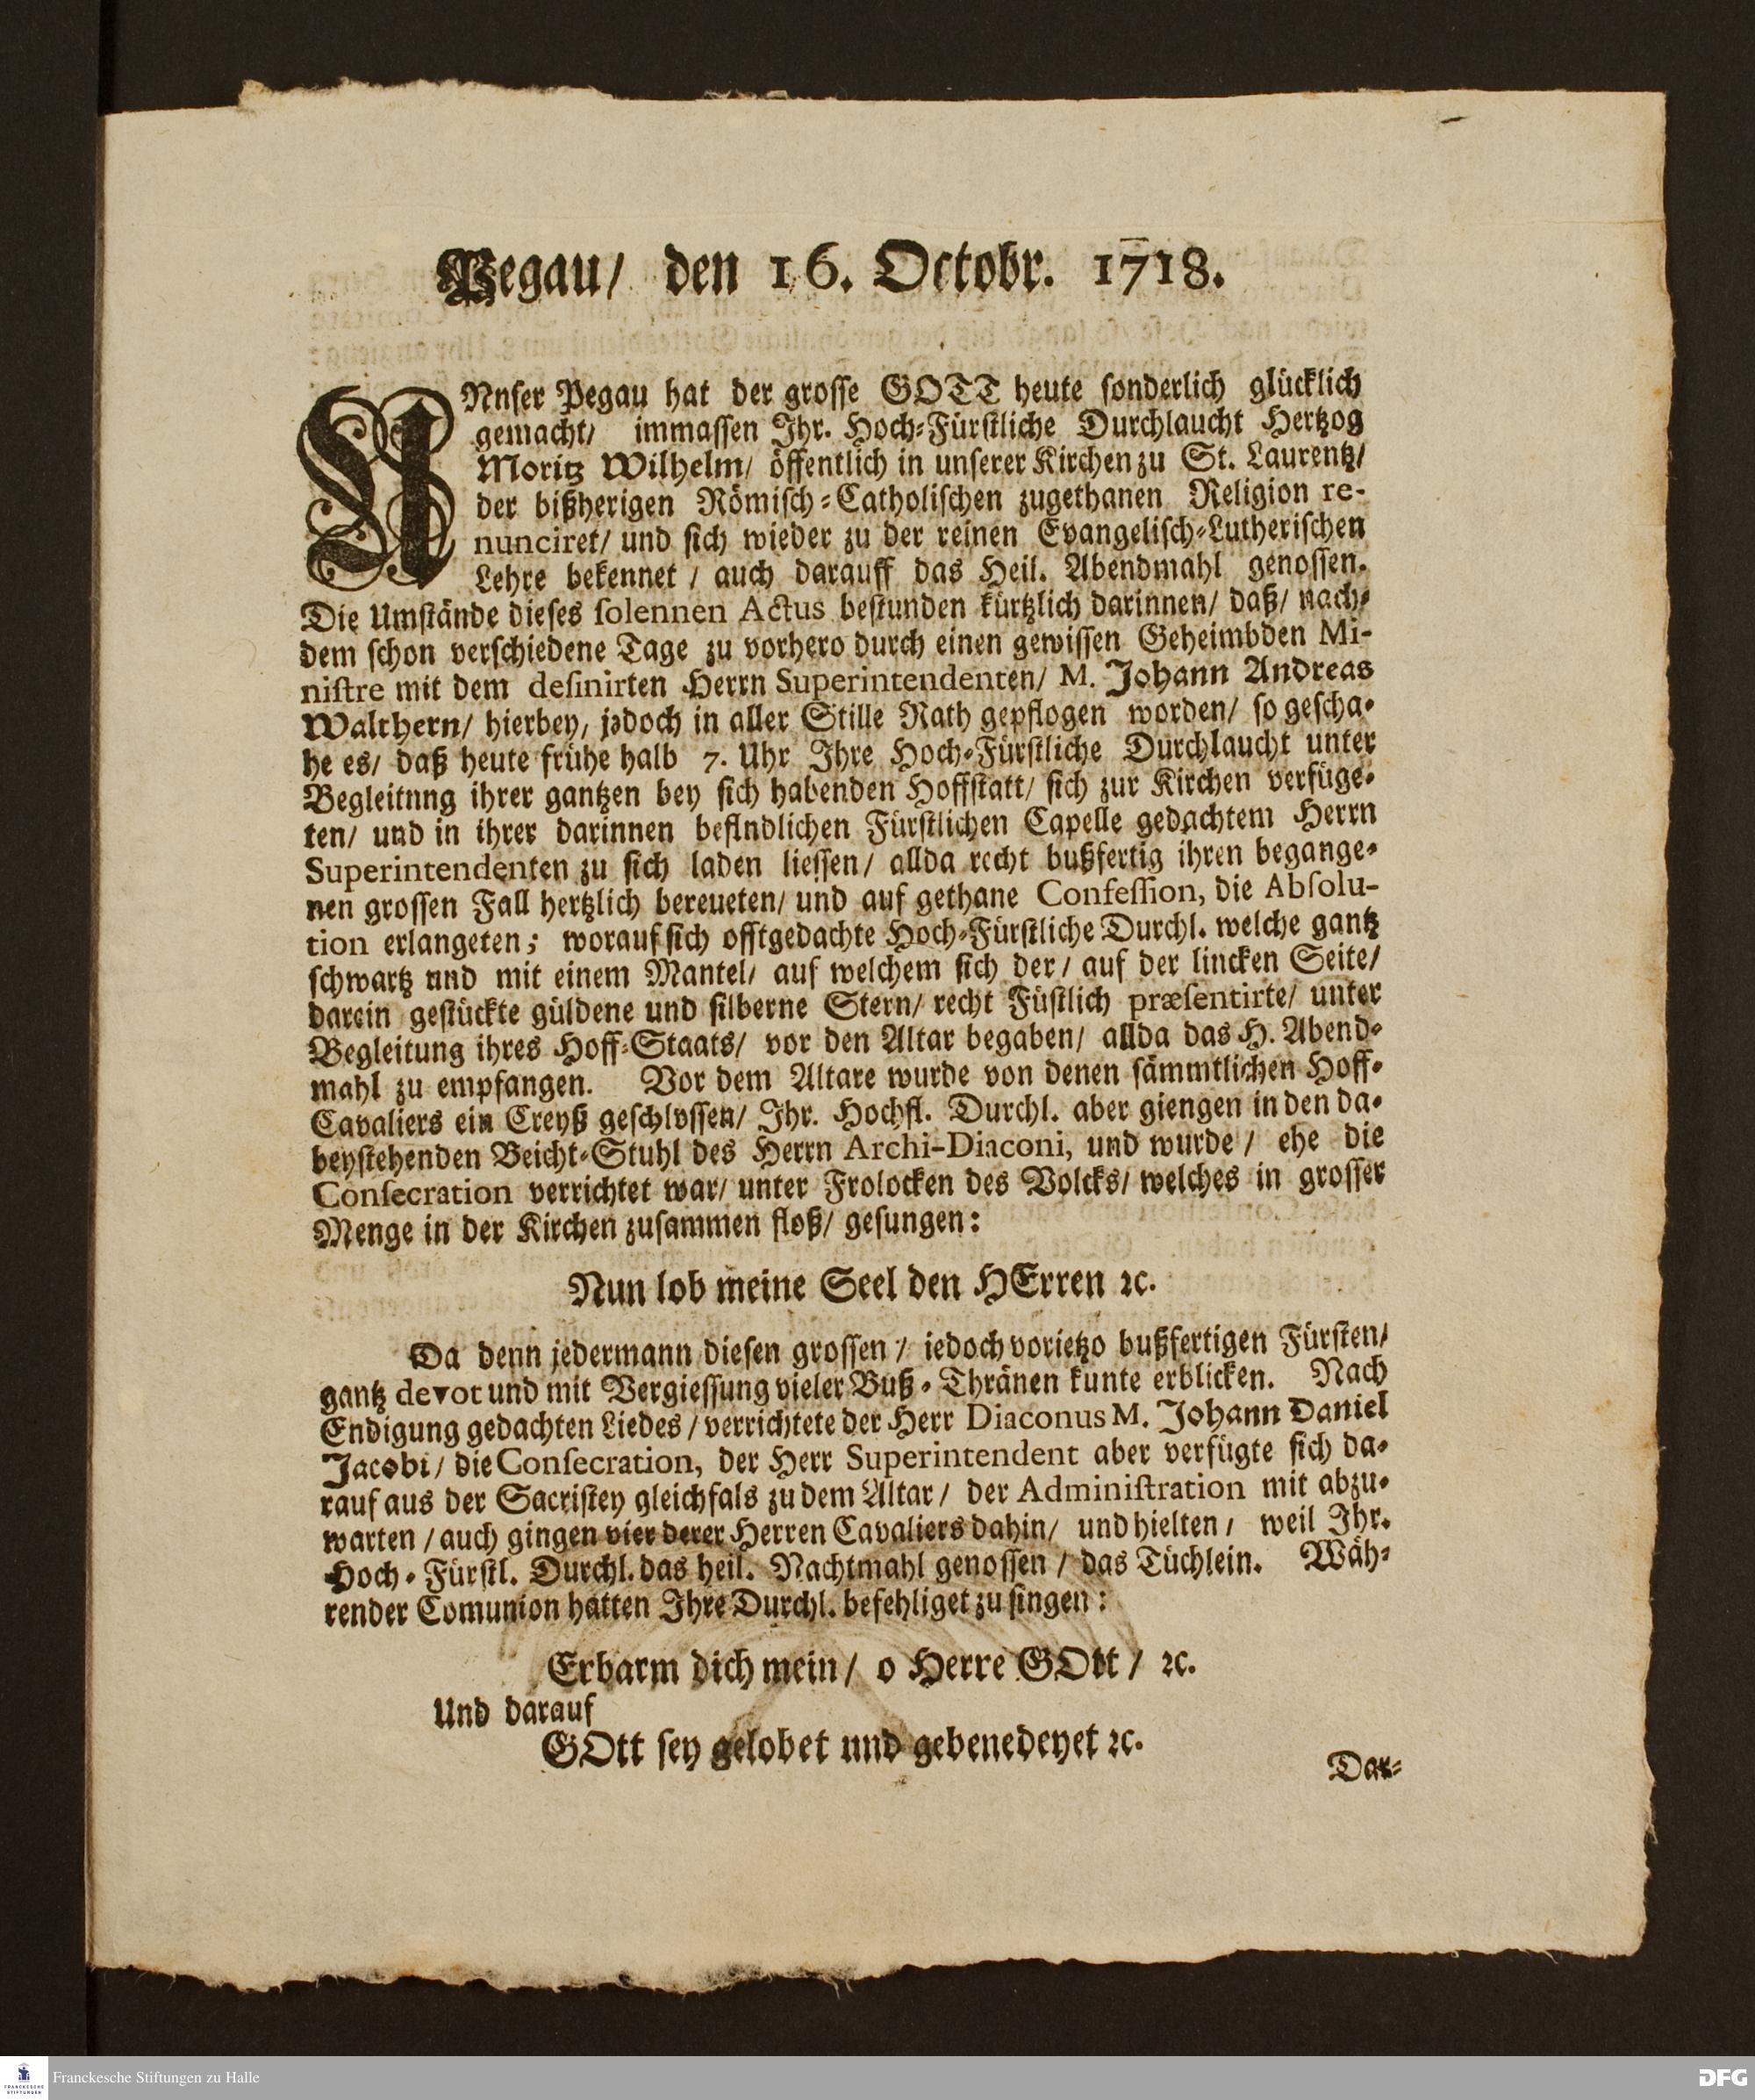 Pegau/ den 16. Octobr. 1718.
UNnser Pegau hat der grosse GOTT heute sonderlich glücklich
gemacht/ immassen Ihr. Hoch-Fürstliche Durchlaucht Hertzog
Moritz Wilhelm/ öffentlich in unserer Kirchen zu St. Laurentz/
der bißherigen Römisch-Catholischen zugethanen Religion re-
nunciret/ und sich wieder zu der reinen Evangelisch-Lutherischen
Lehre bekennet / auch darauff das Heil. Abendmahl genossen.
Die Umstände dieses solennen Actus bestunden kürtzlich darinnen/ daß/ nach-
dem schon verschiedene Tage zu vorhero durch einen gewissen Geheimbden Mi-
nistre mit dem desinirten Herrn Superintendenten/ M. Johann Andreas
Walthern/ hierbey, jedoch in aller Stille Rath gepflogen worden/ so gescha-
he es/ daß heute frühe halb 7. Uhr Ihre Hoch-Fürstliche Durchlaucht unter
Begleitnng ihrer gantzen bey sich habenden Hoffstatt/ sich zur Kirchen verfüge-
ten/ und in ihrer darinnen befindlichen Fürstlichen Capelle gedachtem Herrn
Superintendenten zu sich laden liessen/ allda recht bußfertig ihren begange-
nen grossen Fall hertzlich bereueten/ und auf gethane Confession, die Absolu-
tion erlangeten; worauf sich offtgedachte Hoch-Fürstliche Durchl. welche gantz
schwartz und mit einem Mantel/ auf welchem sich der / auf der lincken Seite/
darein gestückte güldene und silberne Stern/ recht Füstlich præsentirte/ unter
Begleitung ihres Hoff-Staats/ vor den Altar begaben/ allda das H. Abend-
mahl zu empfangen. Vor dem Altare wurde von denen sämmtlichen Hoff-
Cavaliers ein Creyß geschlossen/ Ihr. Hochfl. Durchl. aber giengen in den da-
beystehenden Beicht-Stuhl des Herrn Archi-Diaconi, und wurde / ehe die
Consecration verrichtet war/ unter Frolocken des Volcks/ welches in grosser
Menge in der Kirchen zusammen floß/ gesungen:
Nun lob meine Seel den HErren ꝛc.
Da denn jedermann diesen grossen / iedoch vorietzo bußfertigen Fürsten/
gantz devot und mit Vergiessung vieler Buß-Thränen kunte erblicken. Nach
Endigung gedachten Liedes / verrichtete der Herr Diaconus M. Johann Daniel
Jacobi / die Consecration, der Herr Superintendent aber verfügte sich da-
rauf aus der Sacristey gleichfals zu dem Altar / der Administration mit abzu-
warten / auch gingen vier derer Herren Cavaliers dahin/ und hielten / weil Ihr.
Hoch-Fürstl. Durchl. das heil. Nachtmahl genossen / das Tüchlein. Wäh-
render Comunion hatten Ihre Durchl. befehliget zu singen:
Erbarm dich mein/ o Herre GOtt / ꝛc.
Und darauf
GOtt sey gelobet und gebenedeyet ꝛc.
Dar-
FRANCKESCHE STIFTUNGEN
Franckesche Stiftungen zu Halle
DFG